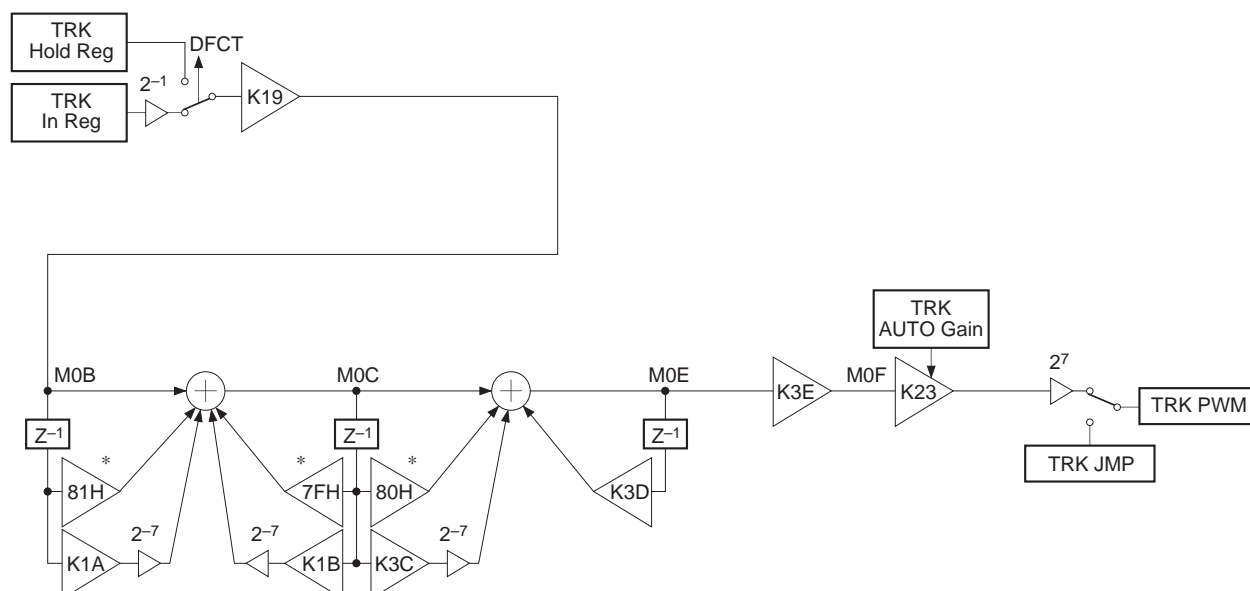 TRK
Hold Reg
DFCT
2–1
K19
TRK
In Reg
TRK
AUTO Gain
M0B
M0C
M0E
K3E
M0F
K23
27
TRK PWM
TRK JMP
Z–1
Z–1
Z–1
*
*
*
81H
7FH
80H
K3D
2–7
2–7
2–7
K1A
K1B
K3C